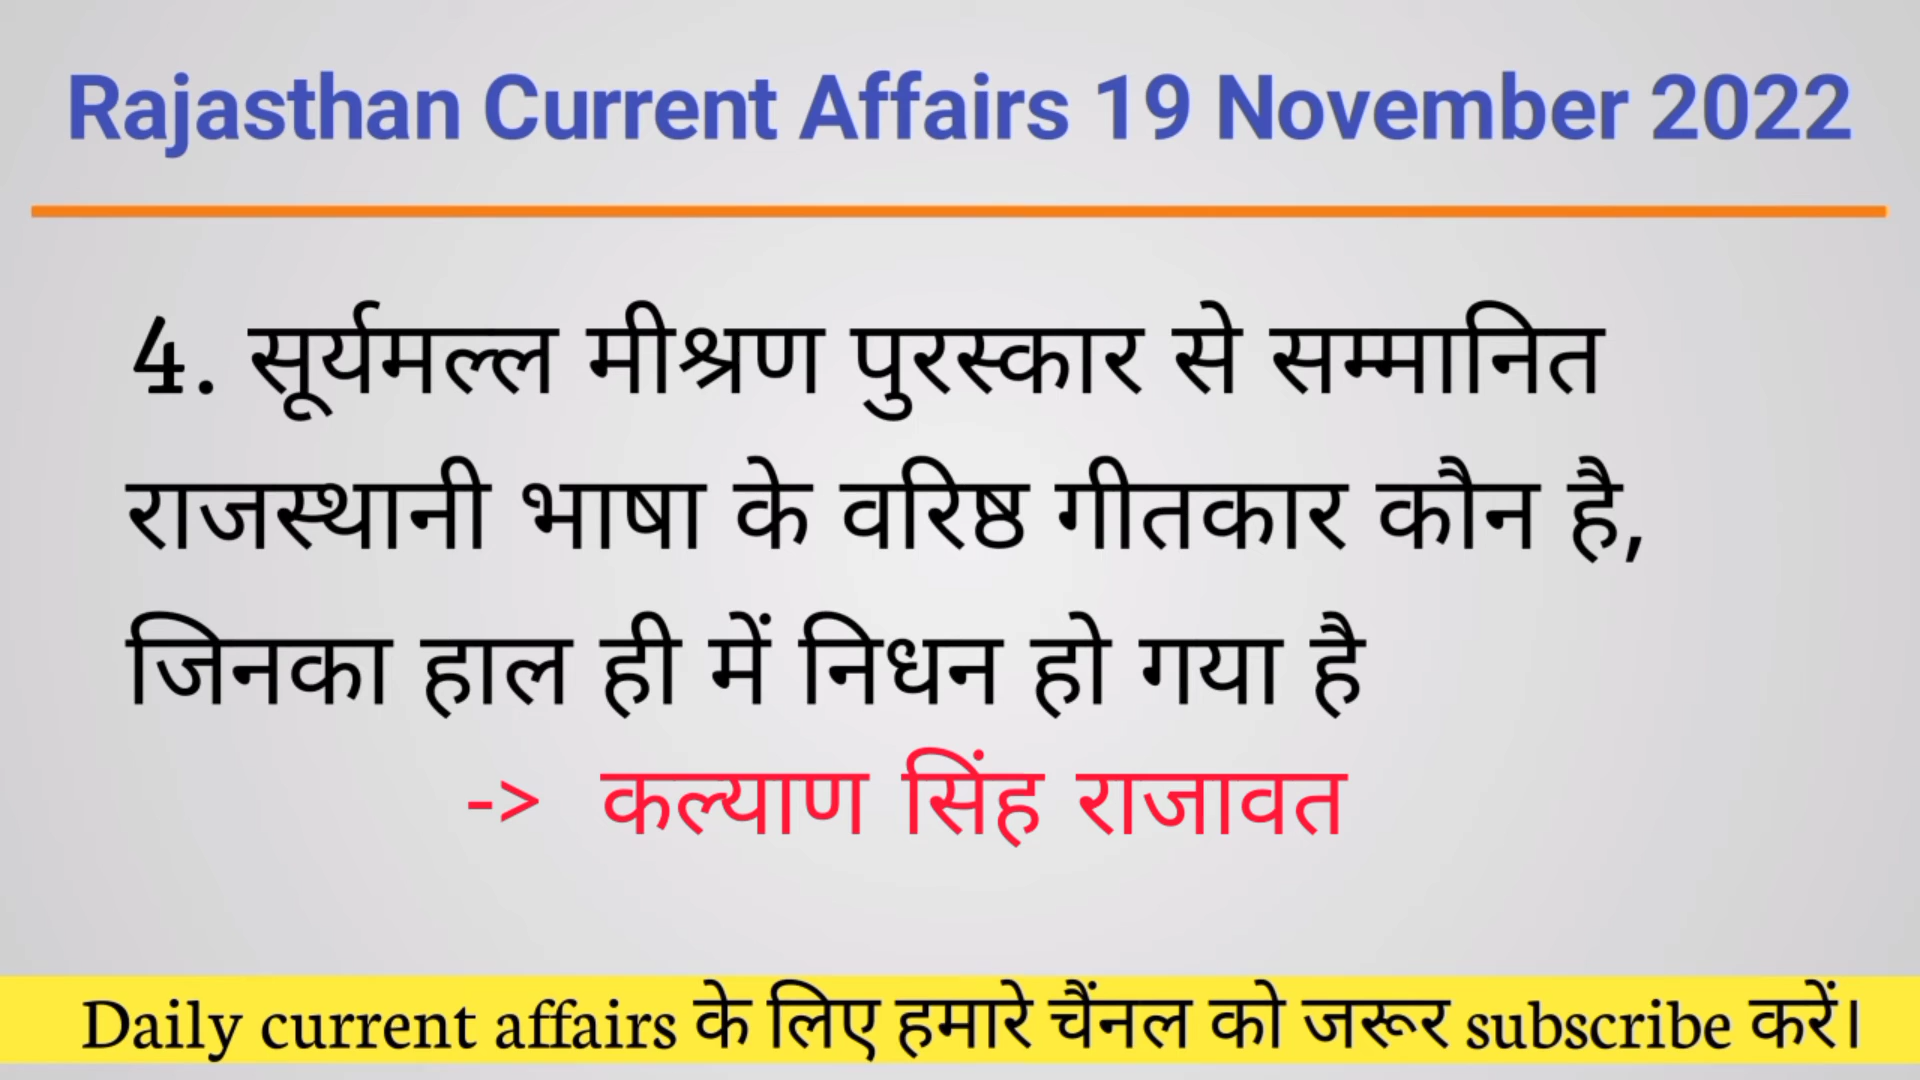 Rajasthan Current Affairs 19 November 2022
4. सूर्यमल्ल मीश्रण पुरस्कार से सम्मानित
राजस्थानी भाषा के वरिष्ठ गीतकार कौन है,
जिनका हाल ही में निधन हो गया है
-> कल्याण सिंह राजावत
Daily current affairs के लिए हमारे चैंनल को जरूर subscribe करें।